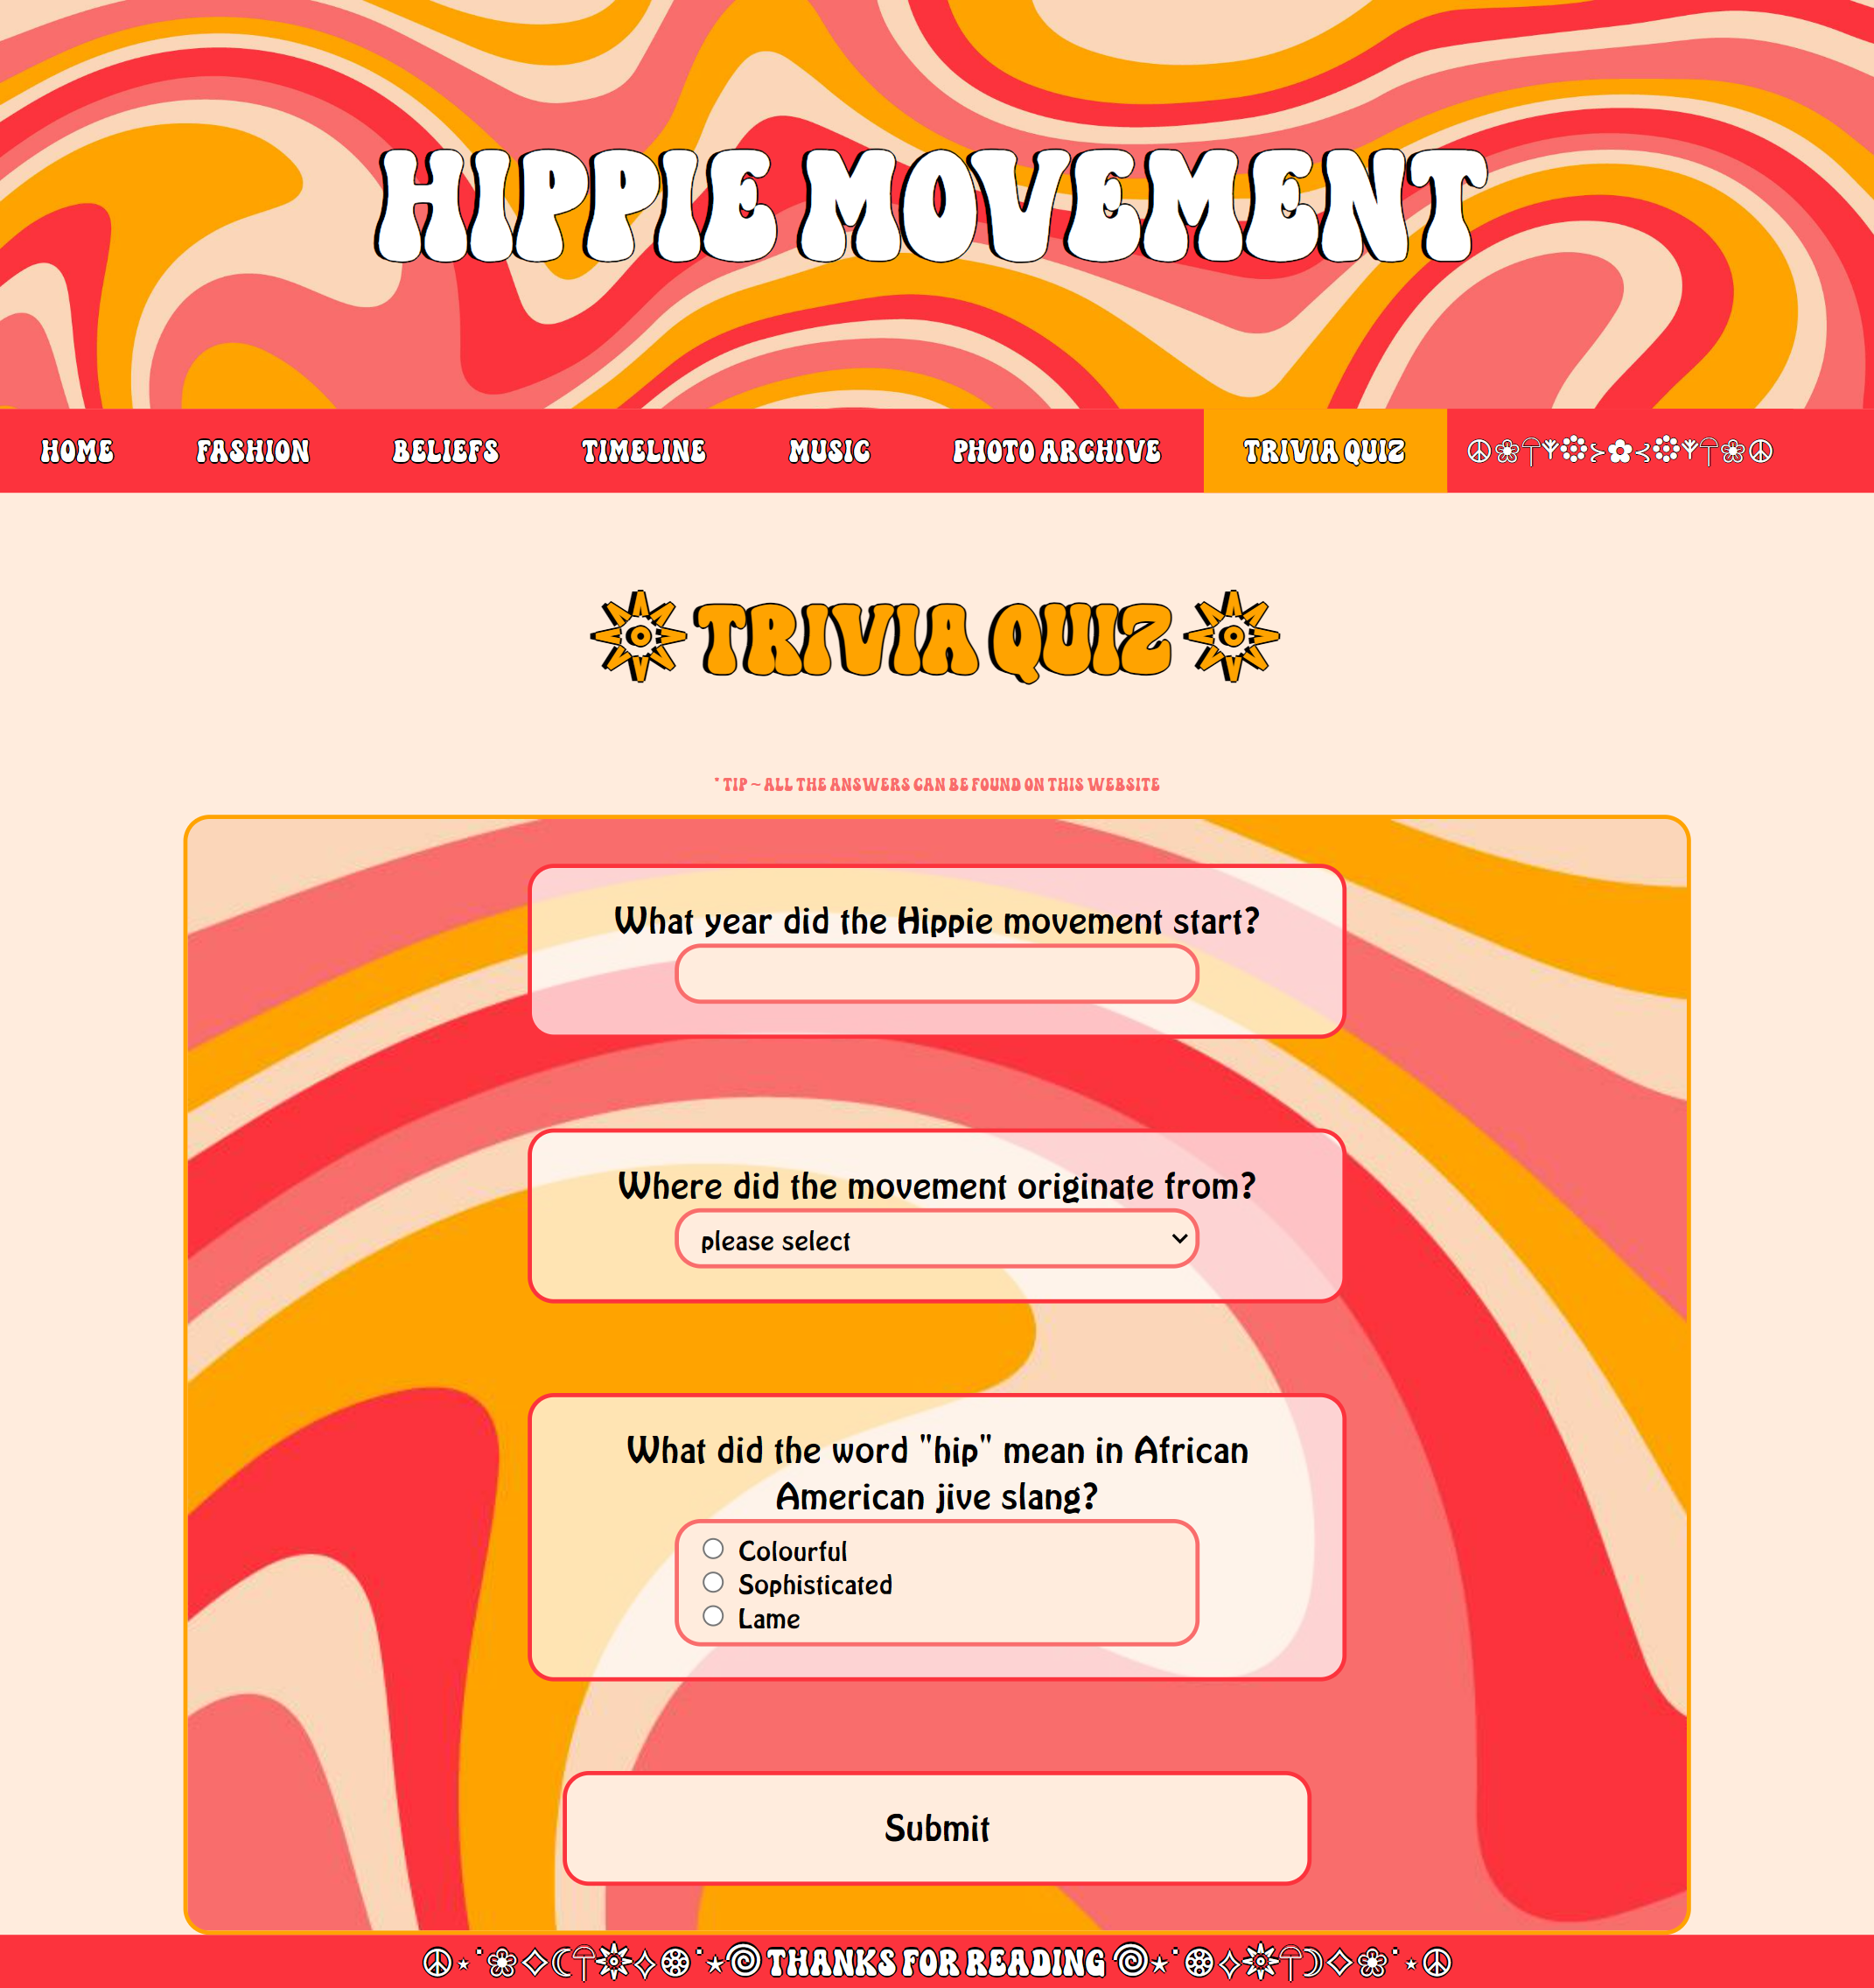 HIPPIE MOVEMENT
HOME FASHION BELIEFS TIMELINE MUSIC PHOTO ARCHIVE TRIVIA QUIZ
TRIVIA QUIZ
* TIP ~ ALL THE ANSWERS CAN BE FOUND ON THIS WEBSITE
What year did the Hippie movement start?
Where did the movement originate from?
please select
What did the word "hip" mean in African
American jive slang?
Colourful
Sophisticated
Lame
Submit
THANKS FOR READING